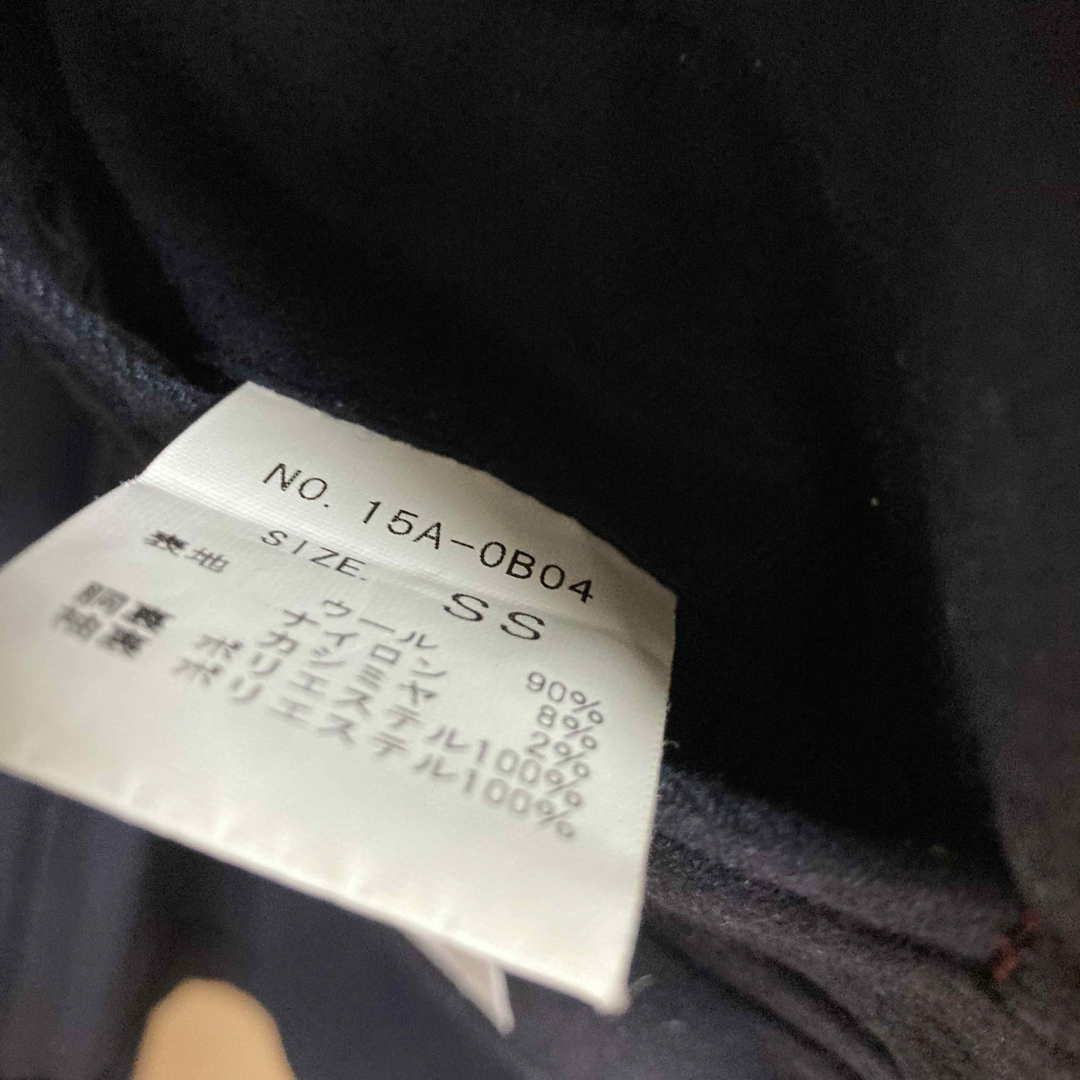 NO. 15A-0B04
SIZE. SS
表地 ウール 90%
ナイロン 8%
カシミヤ 2%
胴裏 ポリエステル100%
袖裏 ポリエステル100%